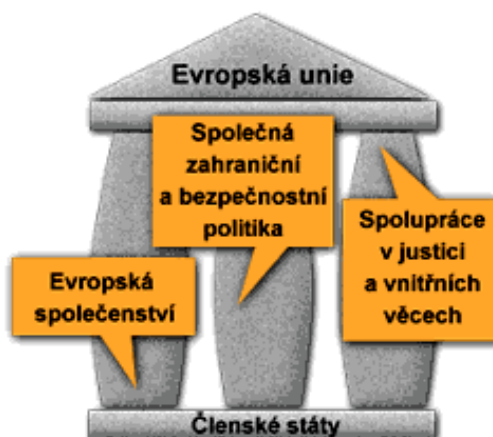 Evropská unie
Společná
zahraniční
a bezpečnostní
politika
Spolupráce
v justici
a vnitřních
věcech
Evropská
společenství
Členské státy